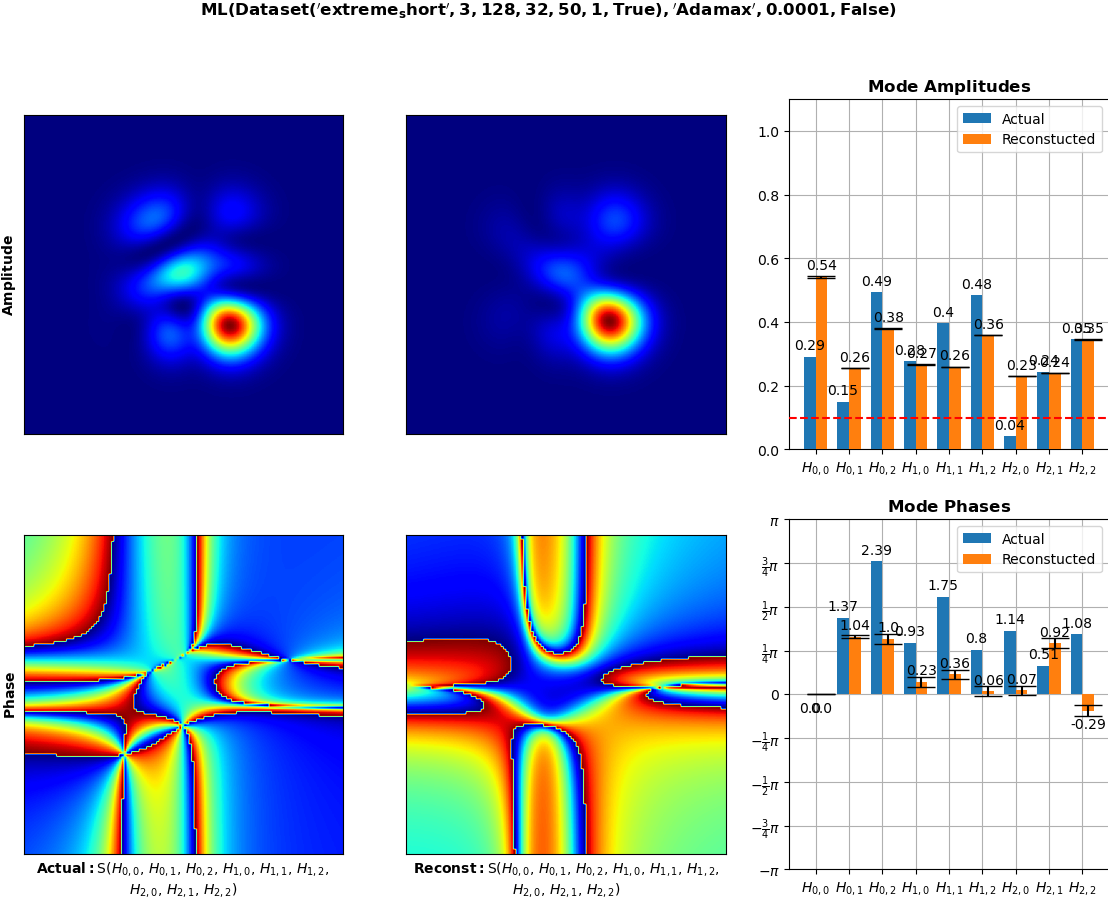 ML(Dataset('extreme_short', 3, 128, 32, 50, 1, True), 'Adamax', 0.0001, False)
Amplitude
Mode Amplitudes
Actual
Reconstucted
1.0
0.8
0.6
0.4
0.2
0.0
0.29
0.54
0.15
0.26
0.49
0.38
0.28
0.27
0.4
0.26
0.48
0.36
0.04
0.23
0.24
0.24
0.35
0.35
H0,0 H0,1 H0,2 H1,0 H1,1 H1,2 H2,0 H2,1 H2,2
Phase
Mode Phases
Actual
Reconstucted
π
3/4π
1/2π
1/4π
0
−1/4π
−1/2π
−3/4π
−π
0.0
0.0
1.37
1.04
2.39
1.0
0.93
0.23
1.75
0.36
0.8
0.06
1.14
0.07
0.51
0.92
1.08
-0.29
H0,0 H0,1 H0,2 H1,0 H1,1 H1,2 H2,0 H2,1 H2,2
Actual: S(H0,0, H0,1, H0,2, H1,0, H1,1, H1,2,
H2,0, H2,1, H2,2)
Reconst: S(H0,0, H0,1, H0,2, H1,0, H1,1, H1,2,
H2,0, H2,1, H2,2)